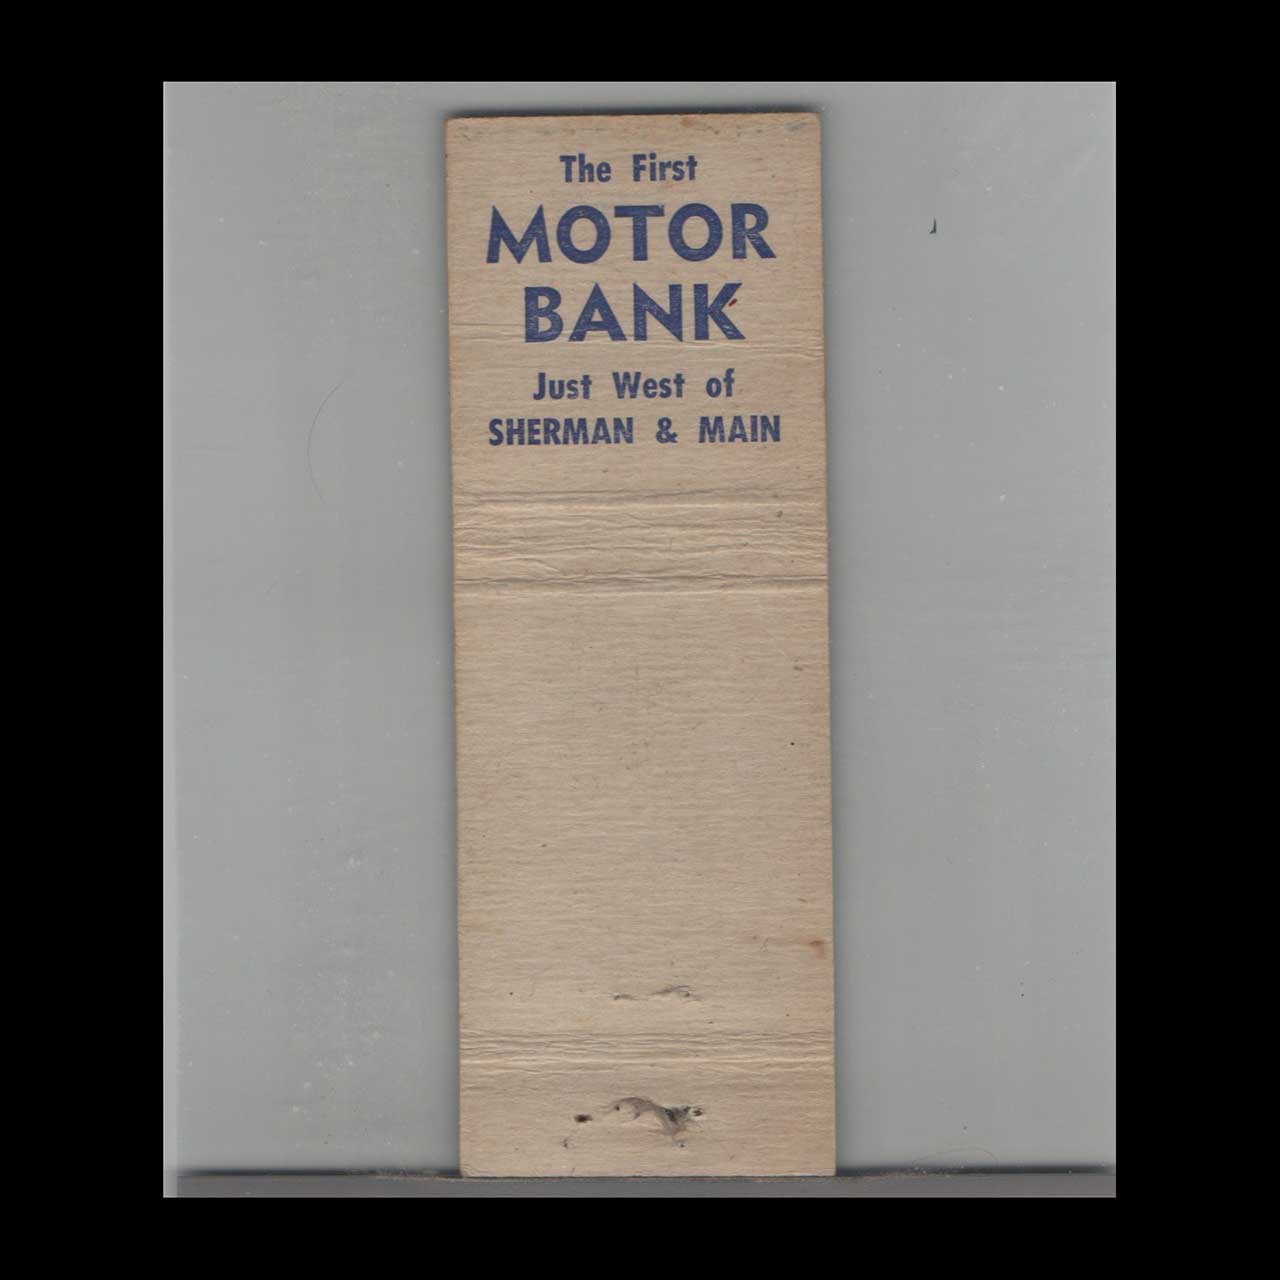 The First
MOTOR
BANK
Just West of
SHERMAN & MAIN